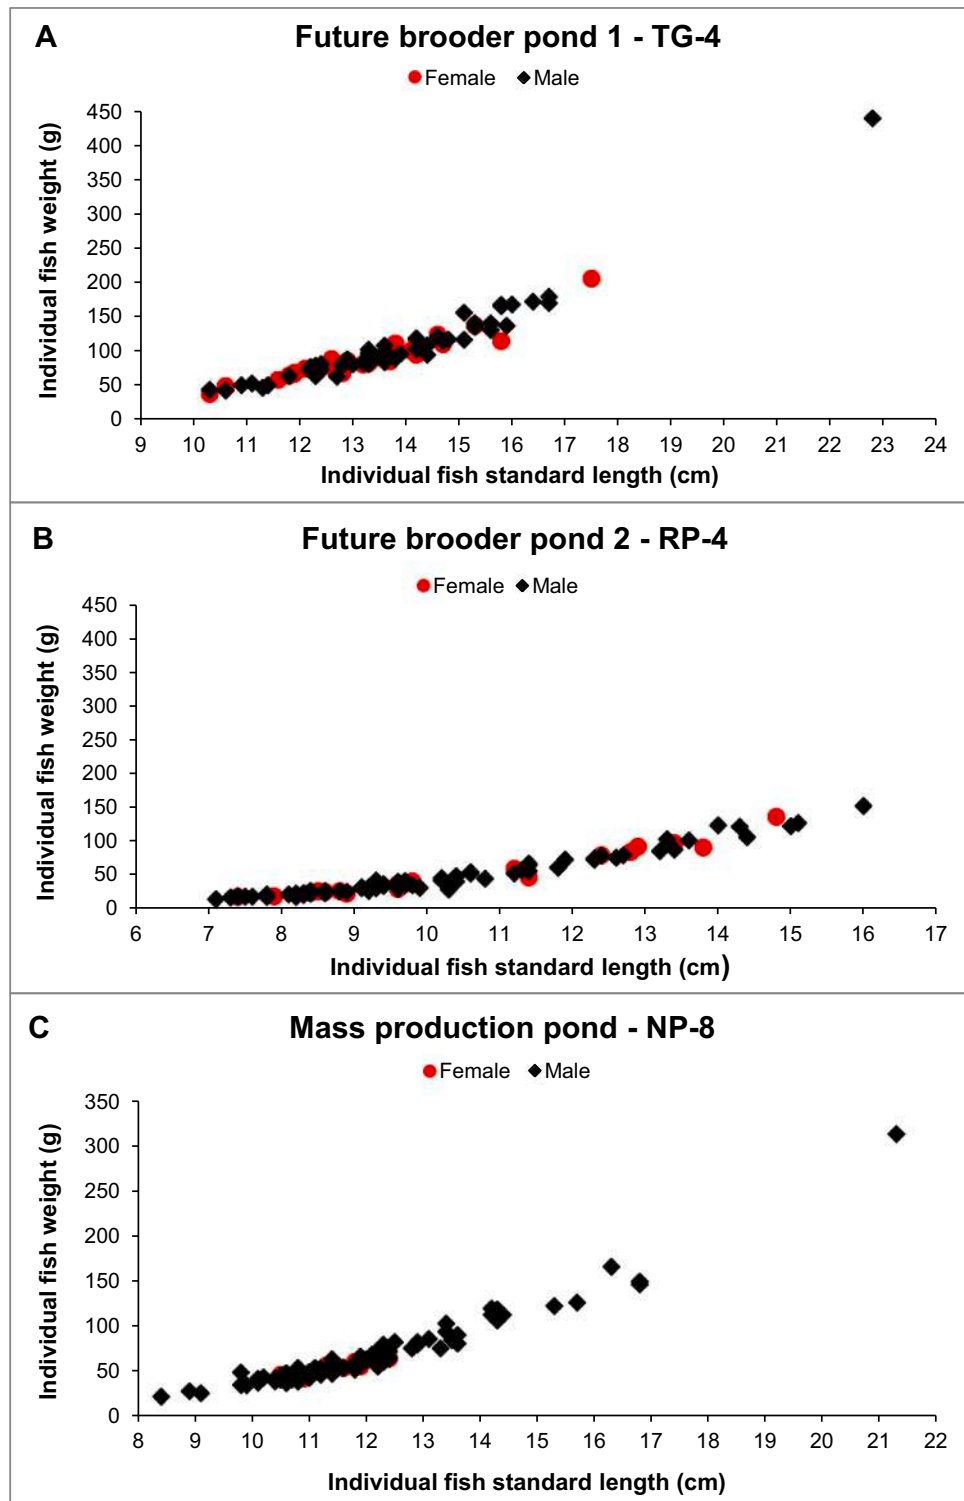 A
Future brooder pond 1 - TG-4
Female Male
Individual fish weight (g)
450
400
350
300
250
200
150
100
50
0
9 10 11 12 13 14 15 16 17 18 19 20 21 22 23 24
Individual fish standard length (cm)
B
Future brooder pond 2 - RP-4
Female Male
Individual fish weight (g)
450
400
350
300
250
200
150
100
50
0
6 7 8 9 10 11 12 13 14 15 16 17
Individual fish standard length (cm)
C
Mass production pond - NP-8
Female Male
Individual fish weight (g)
350
300
250
200
150
100
50
0
8 9 10 11 12 13 14 15 16 17 18 19 20 21 22
Individual fish standard length (cm)